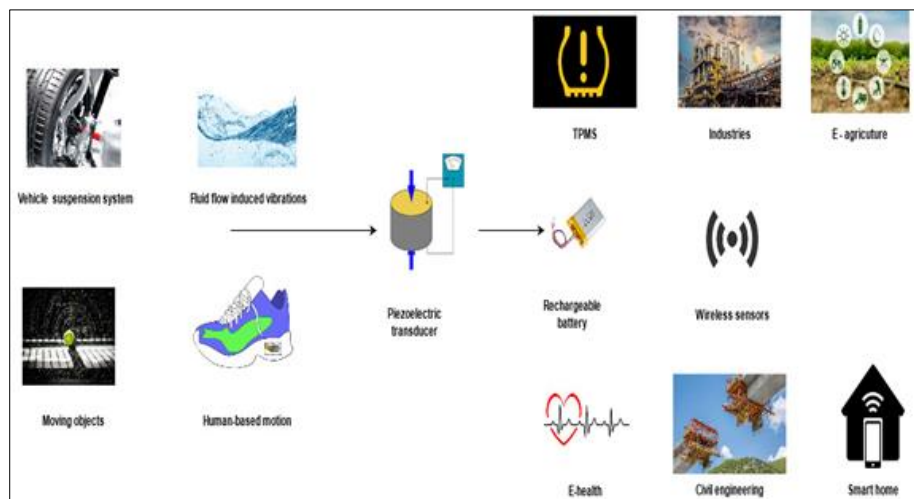 TPMS
Industries
E - agricuture
Vehicle suspension system
Fluid flow induced vibrations
Piezoelectric
transducer
Rechargeable
battery
Wireless sensors
Moving objects
Human-based motion
E-health
Civil engineering
Smart home